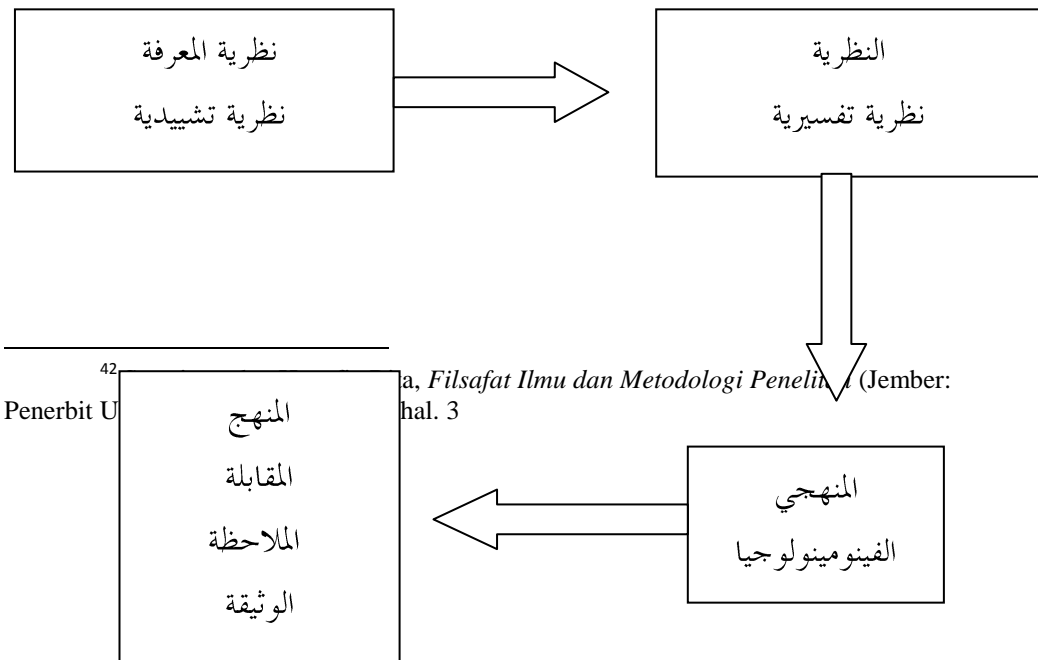 نظرية المعرفة
نظرية تشييدية
النظرية
نظرية تفسيرية
42
, Filsafat Ilmu dan Metodologi (Jember:
Penerbit hal. 3
المنهجي
الفينومينولوجيا
المنهج
المقابلة
الملاحظة
الوثيقة